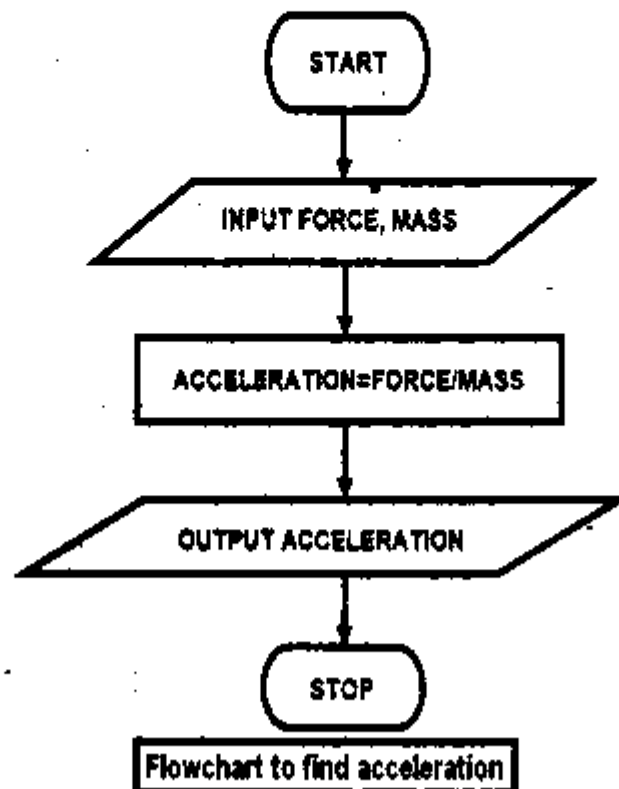 START
INPUT FORCE, MASS
ACCELERATION=FORCE/MASS
OUTPUT ACCELERATION
STOP
Flowchart to find acceleration